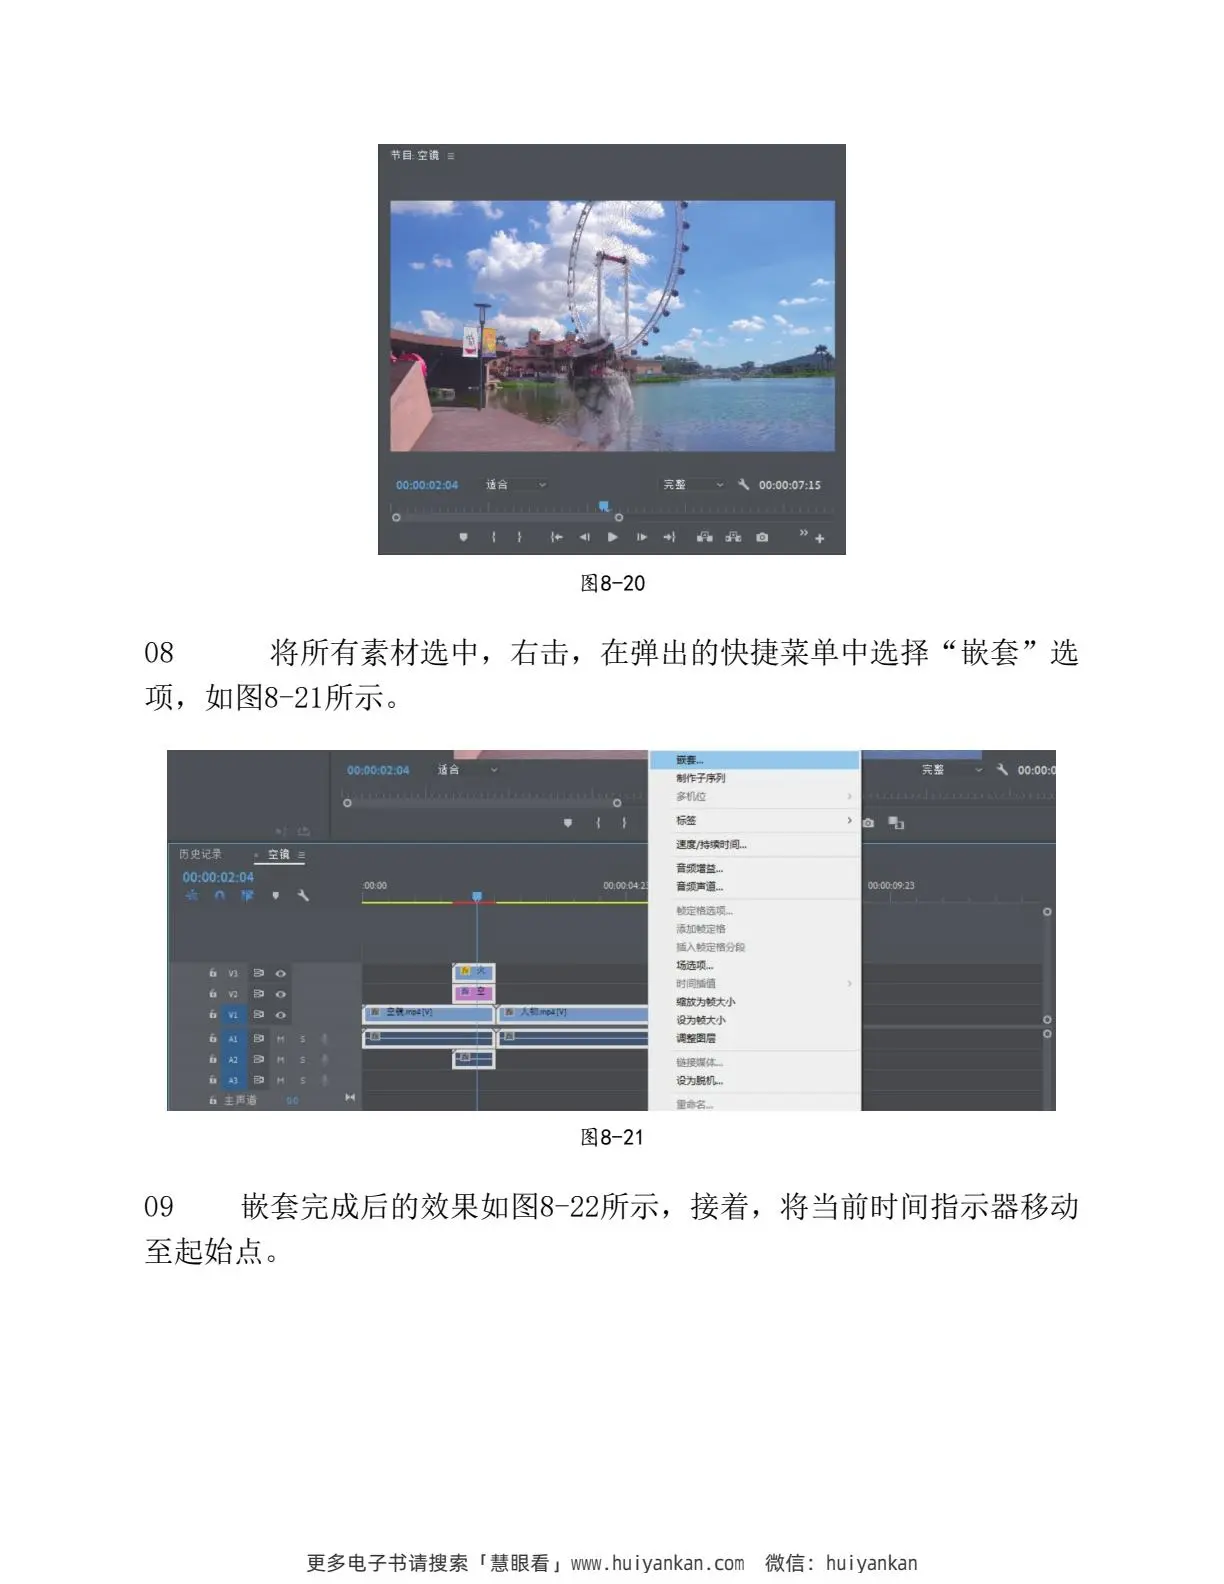 节目:空镜
00:00:02:04 适合 完整 00:00:07:15
图8-20
08 将所有素材选中，右击，在弹出的快捷菜单中选择“嵌套”选
项，如图8-21所示。
00:00:02:04 适合
完整 00:00:0
嵌套...
制作子序列
多机位
标签
速度/持续时间...
音频增益...
音频声道...
帧定格选项...
添加帧定格
插入帧定格分段
场选项...
时间插值
缩放为帧大小
设为帧大小
调整图层
链接媒体...
设为脱机...
重命名...
历史记录 × 空镜
00:00:02:04
:00:00 00:00:04:23 00:00:09:23
V3 fx 火
V2 fx 空
V1 fx 空镜.mp4[V] fx 人物.mp4[V]
A1 M S
A2 M S
A3 M S
主声道 0.0
图8-21
09 嵌套完成后的效果如图8-22所示，接着，将当前时间指示器移动
至起始点。
更多电子书请搜索「慧眼看」www.huiyankan.com 微信: huiyankan